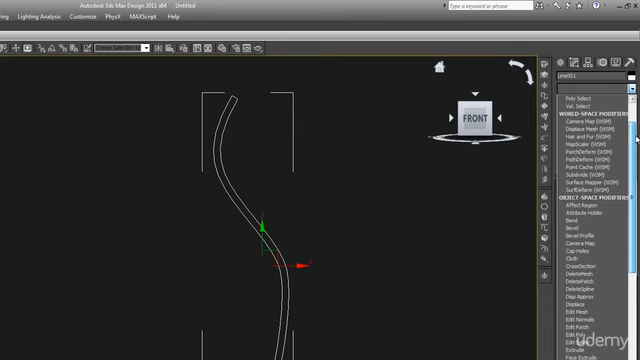 Autodesk 3ds Max Design 2011 x64
Untitled
Type a keyword or phrase
Lighting Analysis
Customize
PhysX
MAXScript
Help
Create Selection Se
Line001
FRONT
Poly Select
Vol. Select
WORLD-SPACE MODIFIERS
Camera Map (WSM)
Displace Mesh (WSM)
Hair and Fur (WSM)
MapScaler (WSM)
PatchDeform (WSM)
PathDeform (WSM)
Point Cache (WSM)
Subdivide (WSM)
Surface Mapper (WSM)
SurfDeform (WSM)
OBJECT-SPACE MODIFIERS
Affect Region
Attribute Holder
Bend
Bevel
Bevel Profile
Camera Map
Cap Holes
Cloth
CrossSection
DeleteMesh
DeletePatch
DeleteSpline
Disp Approx
Displace
Edit Mesh
Edit Normals
Edit Patch
Edit Poly
Edit Spline
Extrude
Face Extrude
udemy